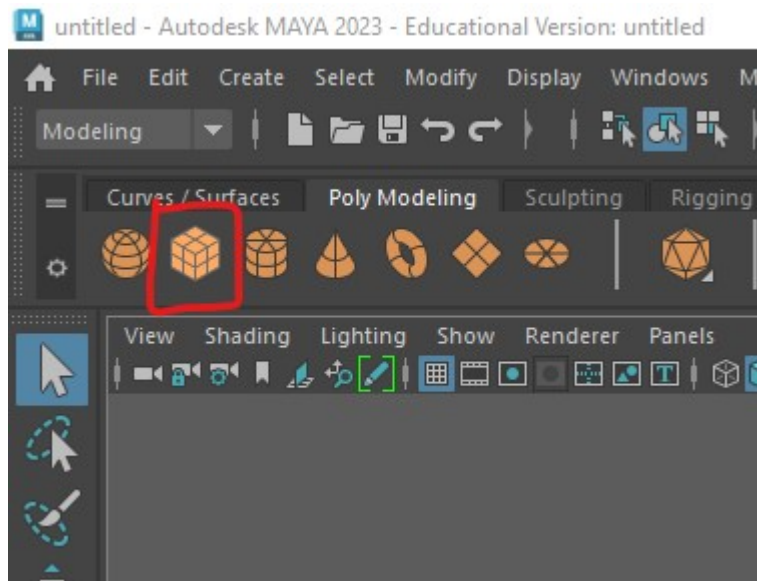 untitled - Autodesk MAYA 2023 - Educational Version: untitled
File Edit Create Select Modify Display Windows M
Modeling
Curves / Surfaces Poly Modeling Sculpting Rigging
View Shading Lighting Show Renderer Panels